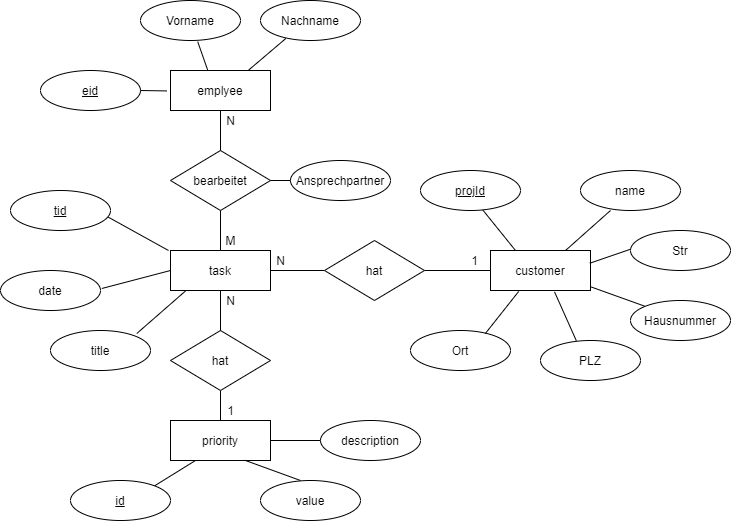 Vorname
Nachname
eid
emplyee
N
bearbeitet
Ansprechpartner
projId
name
tid
M
Str
task
N
hat
1
customer
date
N
Hausnummer
title
hat
Ort
PLZ
1
priority
description
id
value